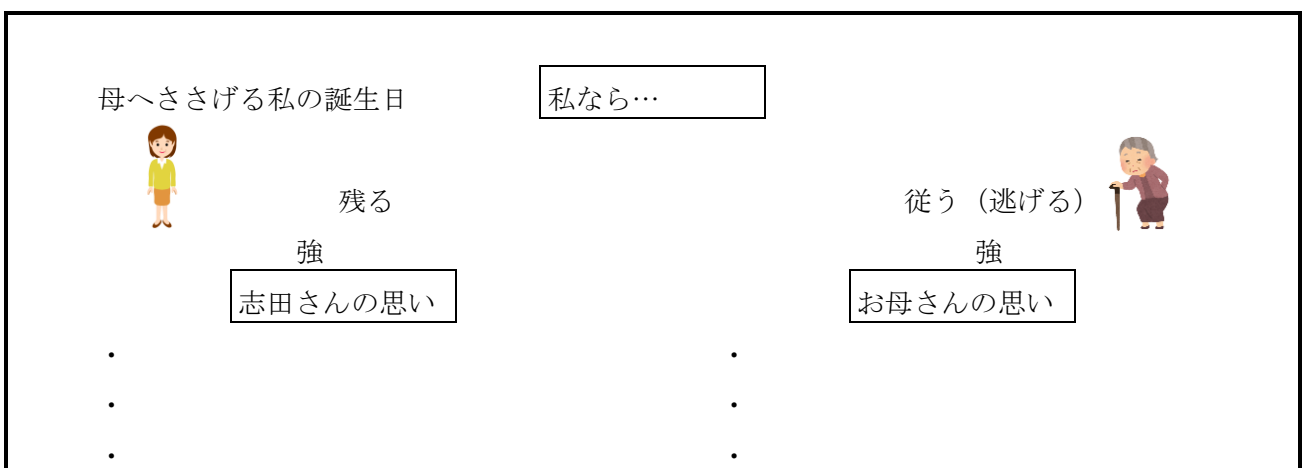 母へささげる私の誕生日 私なら…
残る 従う（逃げる）
強 強
志田さんの思い お母さんの思い
・ ・
・ ・
・ ・